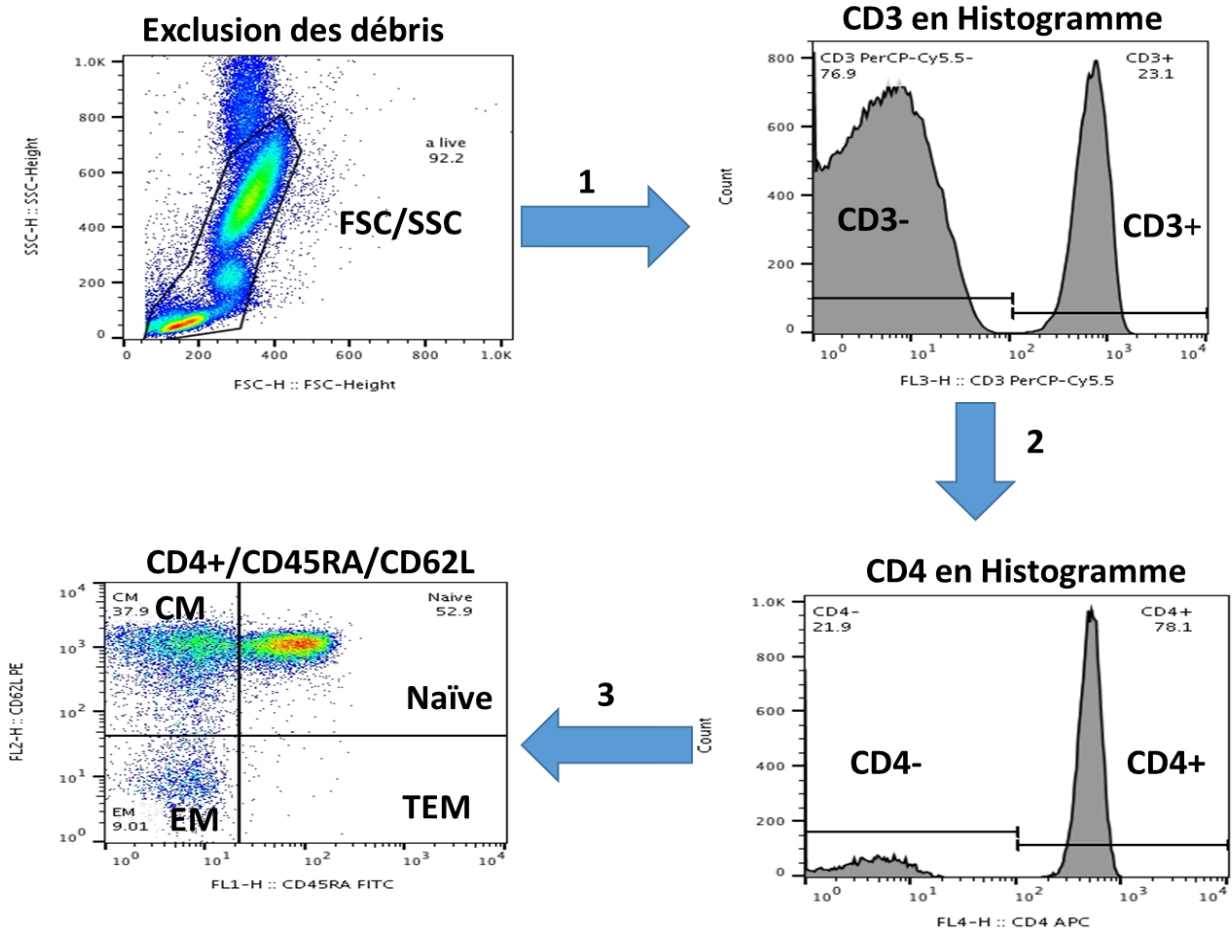 Exclusion des débris
1.0K
800
600
400
200
0
SSC-H :: SSC-Height
a live
92.2
FSC/SSC
0 200 400 600 800 1.0K
FSC-H :: FSC-Height
1
CD3 en Histogramme
CD3 PerCP-Cy5.5-
76.9
CD3+
23.1
800
600
400
200
0
Count
CD3-
CD3+
10^0 10^1 10^2 10^3 10^4
FL3-H :: CD3 PerCP-Cy5.5
2
CD4+/CD45RA/CD62L
10^4
10^3
10^2
10^1
10^0
FL2-H :: CD62L PE
CM
37.9
CM
Naive
52.9
Naïve
EM
9.01
EM
TEM
10^0 10^1 10^2 10^3 10^4
FL1-H :: CD45RA FITC
3
CD4 en Histogramme
CD4-
21.9
CD4+
78.1
1.0K
800
600
400
200
0
Count
CD4-
CD4+
10^0 10^1 10^2 10^3 10^4
FL4-H :: CD4 APC